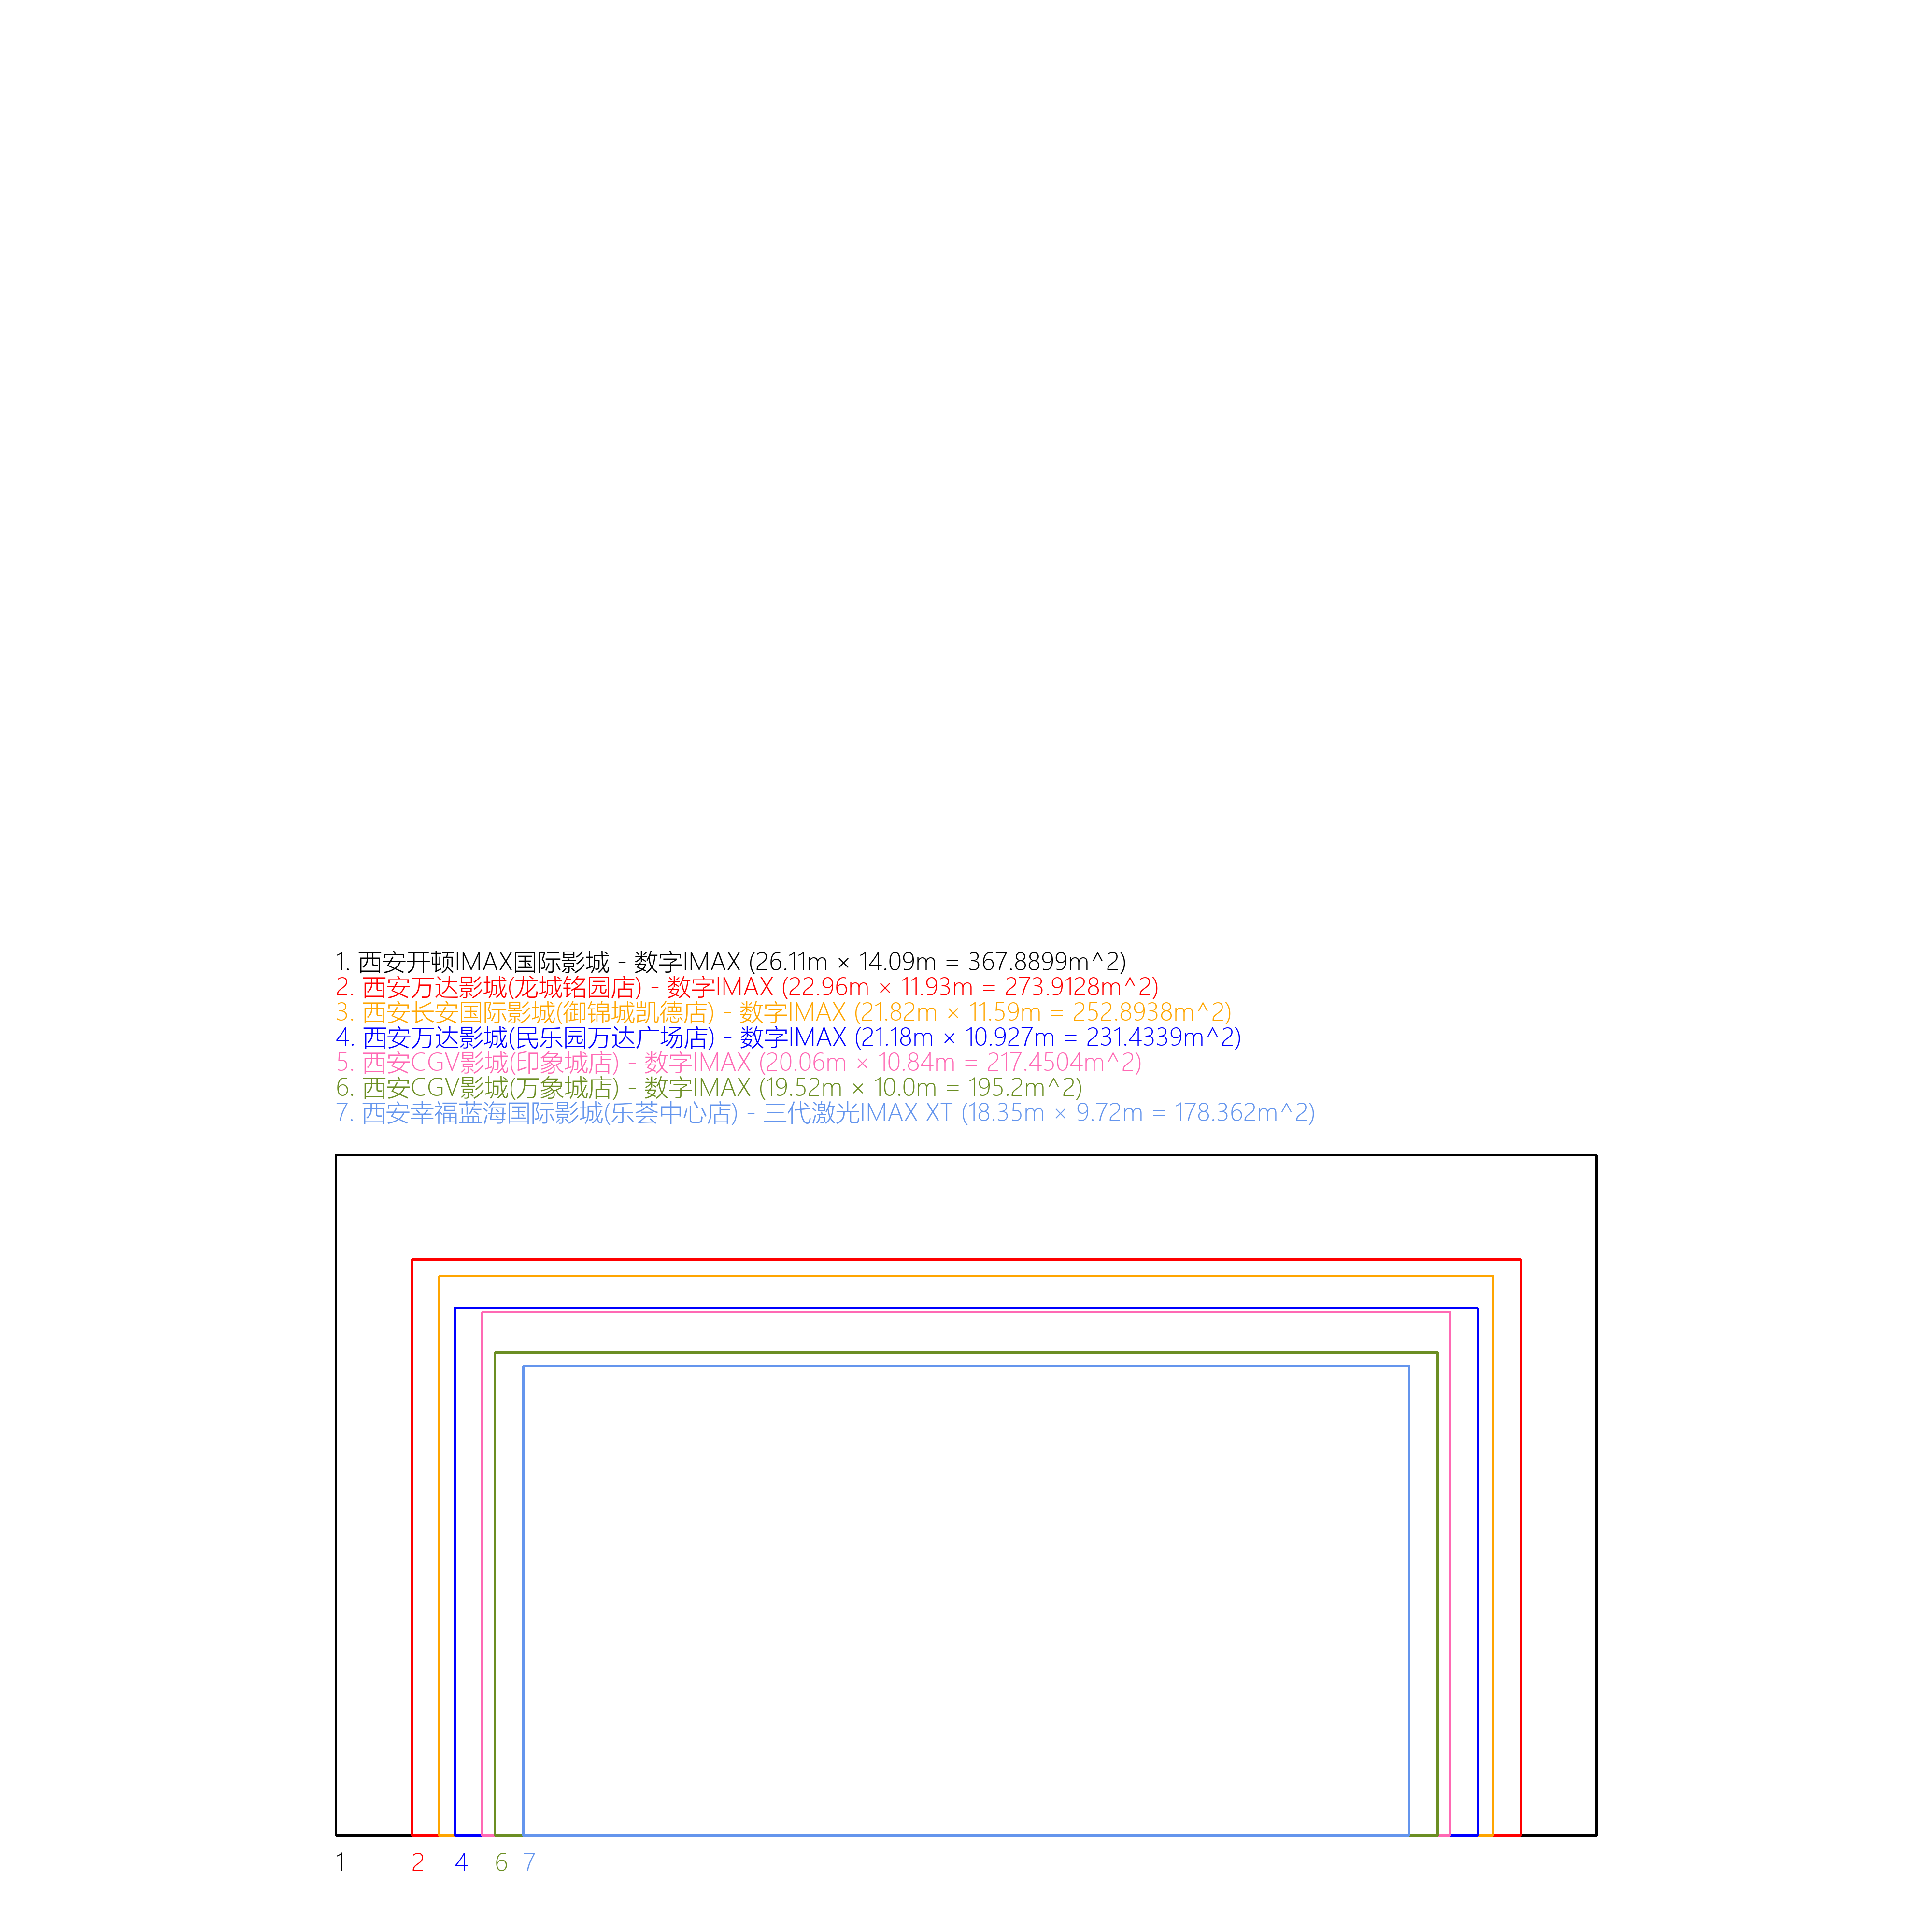 1. 西安开顿IMAX国际影城 - 数字IMAX (26.11m × 14.09m = 367.8899m^2)
2. 西安万达影城(龙城铭园店) - 数字IMAX (22.96m × 11.93m = 273.9128m^2)
3. 西安长安国际影城(御锦城凯德店) - 数字IMAX (21.82m × 11.59m = 252.8938m^2)
4. 西安万达影城(民乐园万达广场店) - 数字IMAX (21.18m × 10.927m = 231.4339m^2)
5. 西安CGV影城(印象城店) - 数字IMAX (20.06m × 10.84m = 217.4504m^2)
6. 西安CGV影城(万象城店) - 数字IMAX (19.52m × 10.0m = 195.2m^2)
7. 西安幸福蓝海国际影城(乐荟中心店) - 三代激光IMAX XT (18.35m × 9.72m = 178.362m^2)
1 2 4 6 7